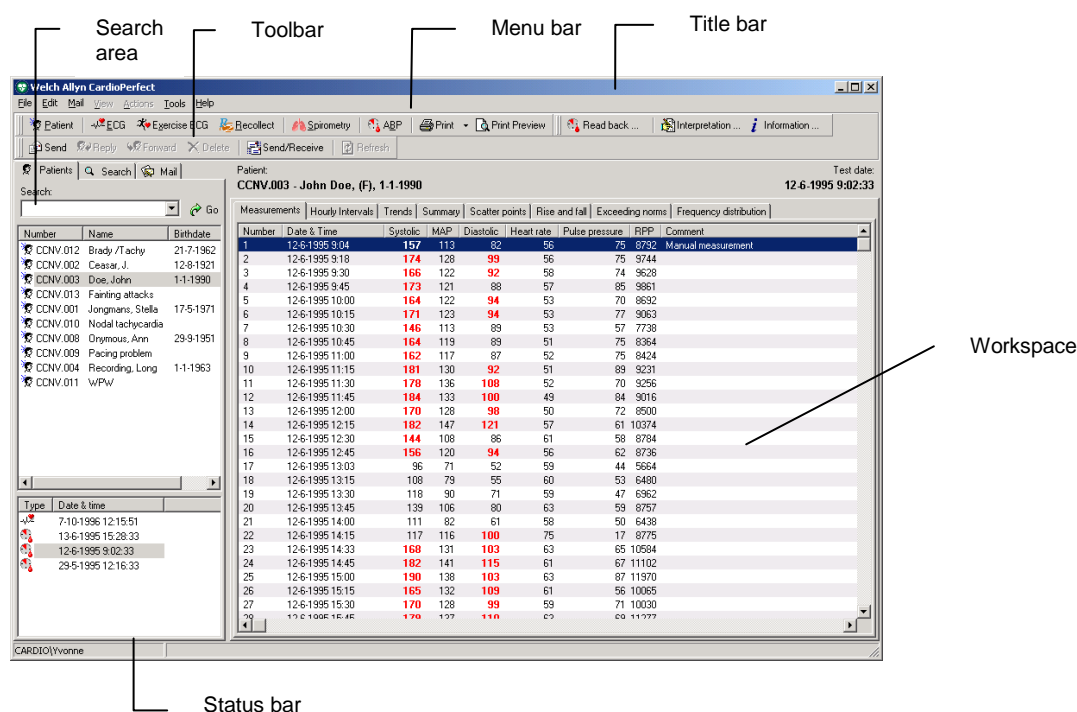 Search area
Toolbar
Menu bar
Title bar
Welch Allyn CardioPerfect
File Edit Mail View Actions Tools Help
Patient ECG Exercise ECG Recollect Spirometry ABP Print Print Preview Read back ... Interpretation ... Information ...
Send Reply Forward Delete Send/Receive Refresh
Patients Search Mail
Search:
Go
Number Name Birthdate
CCNV.012 Brady /Tachy 21-7-1962
CCNV.002 Ceasar, J. 12-8-1921
CCNV.003 Doe, John 1-1-1990
CCNV.013 Fainting attacks
CCNV.001 Jongmans, Stella 17-5-1971
CCNV.010 Nodal tachycardia
CCNV.008 Onymous, Ann 29-9-1951
CCNV.009 Pacing problem
CCNV.004 Recording, Long 1-1-1963
CCNV.011 WPW
Type Date & time
7-10-1996 12:15:51
13-6-1995 15:28:33
12-6-1995 9:02:33
29-5-1995 12:16:33
Patient: Test date:
CCNV.003 - John Doe, (F), 1-1-1990 12-6-1995 9:02:33
Measurements Hourly Intervals Trends Summary Scatter points Rise and fall Exceeding norms Frequency distribution
Number Date & Time Systolic MAP Diastolic Heart rate Pulse pressure RPP Comment
1 12-6-1995 9:04 157 113 82 56 75 8792 Manual measurement
2 12-6-1995 9:18 174 128 99 56 75 9744
3 12-6-1995 9:30 166 122 92 58 74 9628
4 12-6-1995 9:45 173 121 88 57 85 9861
5 12-6-1995 10:00 164 122 94 53 70 8692
6 12-6-1995 10:15 171 123 94 53 77 9063
7 12-6-1995 10:30 146 113 89 53 57 7738
8 12-6-1995 10:45 164 119 89 51 75 8364
9 12-6-1995 11:00 162 117 87 52 75 8424
10 12-6-1995 11:15 181 130 92 51 89 9231
11 12-6-1995 11:30 178 136 108 52 70 9256
12 12-6-1995 11:45 184 133 100 49 84 9016
13 12-6-1995 12:00 170 128 98 50 72 8500
14 12-6-1995 12:15 182 147 121 57 61 10374
15 12-6-1995 12:30 144 108 86 61 58 8784
16 12-6-1995 12:45 156 120 94 56 62 8736
17 12-6-1995 13:03 96 71 52 59 44 5664
18 12-6-1995 13:15 108 79 55 60 53 6480
19 12-6-1995 13:30 118 90 71 59 47 6962
20 12-6-1995 13:45 139 106 80 63 59 8757
21 12-6-1995 14:00 111 82 61 58 50 6438
22 12-6-1995 14:15 117 116 100 75 17 8775
23 12-6-1995 14:33 168 131 103 63 65 10584
24 12-6-1995 14:45 182 141 115 61 67 11102
25 12-6-1995 15:00 190 138 103 63 87 11970
26 12-6-1995 15:15 165 132 109 61 56 10065
27 12-6-1995 15:30 170 128 99 59 71 10030
28 12-6-1995 15:45 179 137 110 63 69 11277
CARDIO\Yvonne
Workspace
Status bar